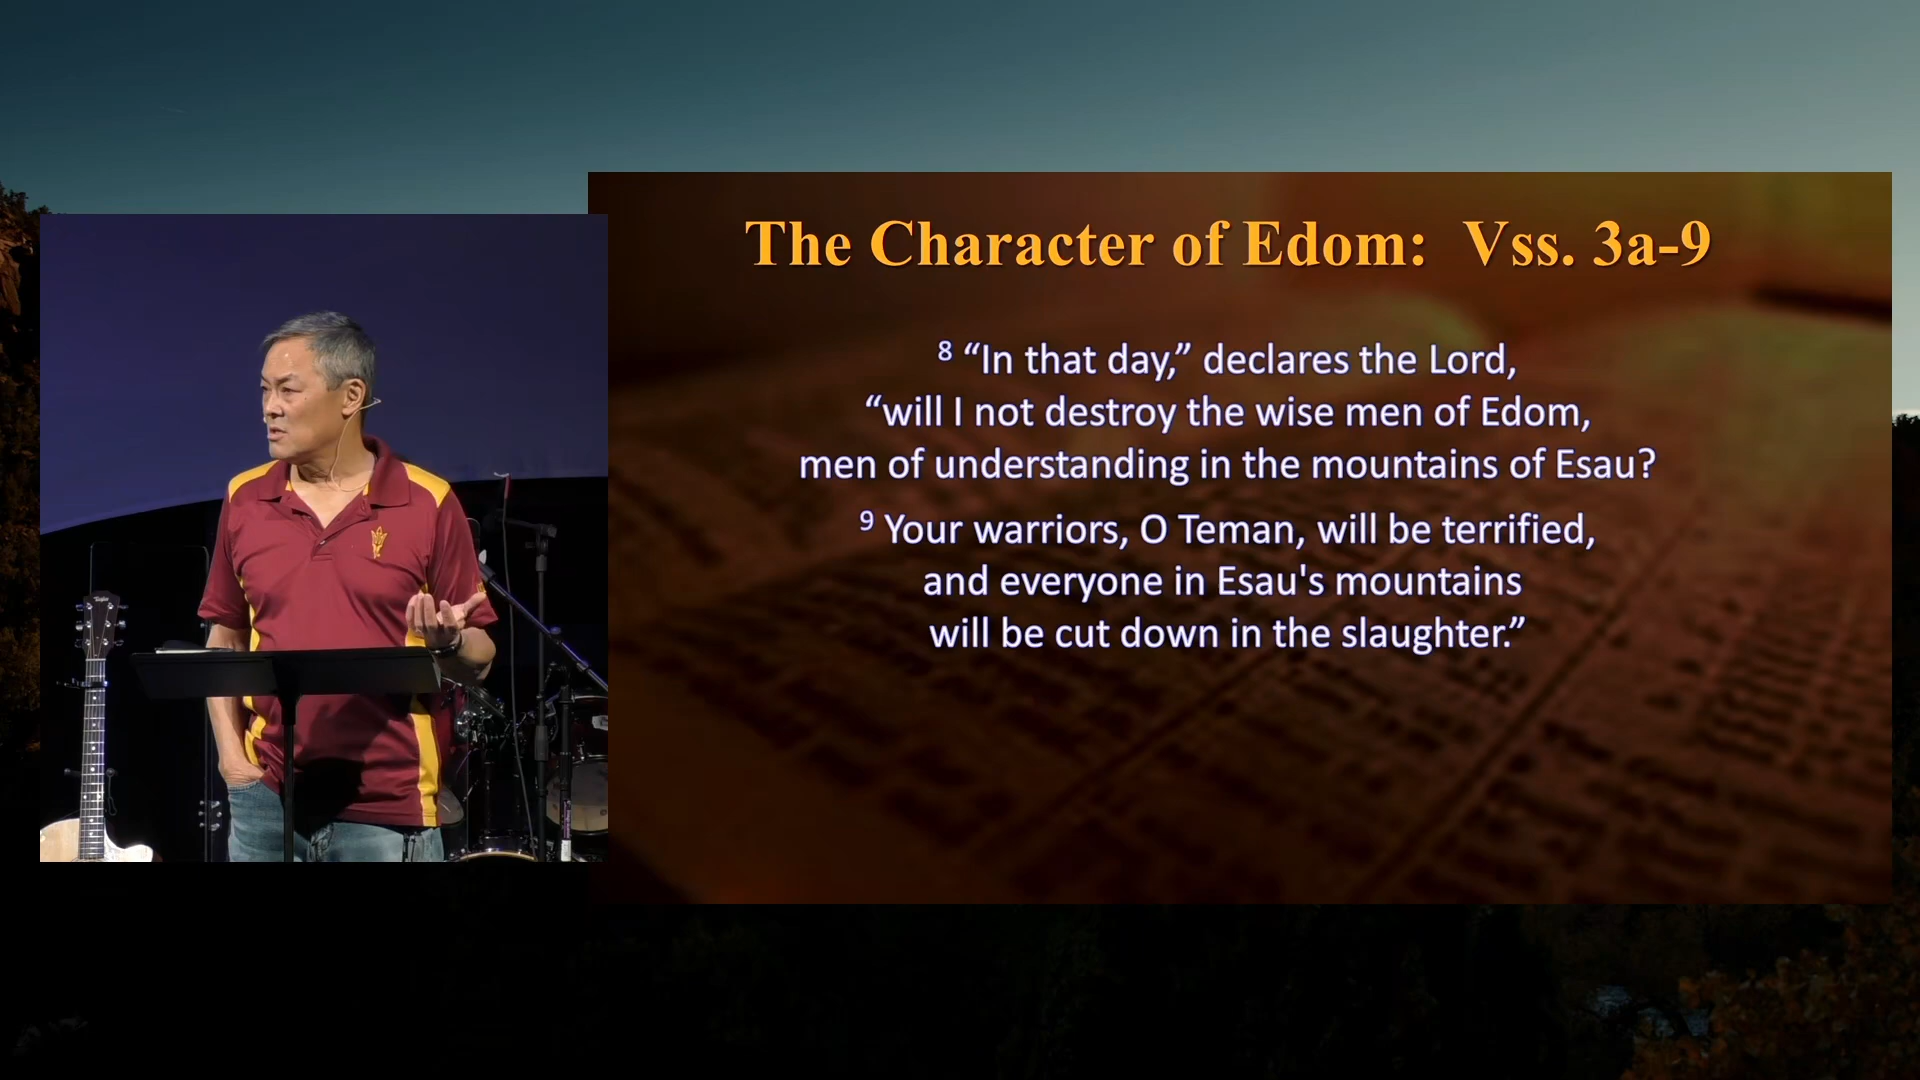 The Character of Edom: Vss. 3a-9
8 “In that day,” declares the Lord,
“will I not destroy the wise men of Edom,
men of understanding in the mountains of Esau?
9 Your warriors, O Teman, will be terrified,
and everyone in Esau's mountains
will be cut down in the slaughter.”
Taylor